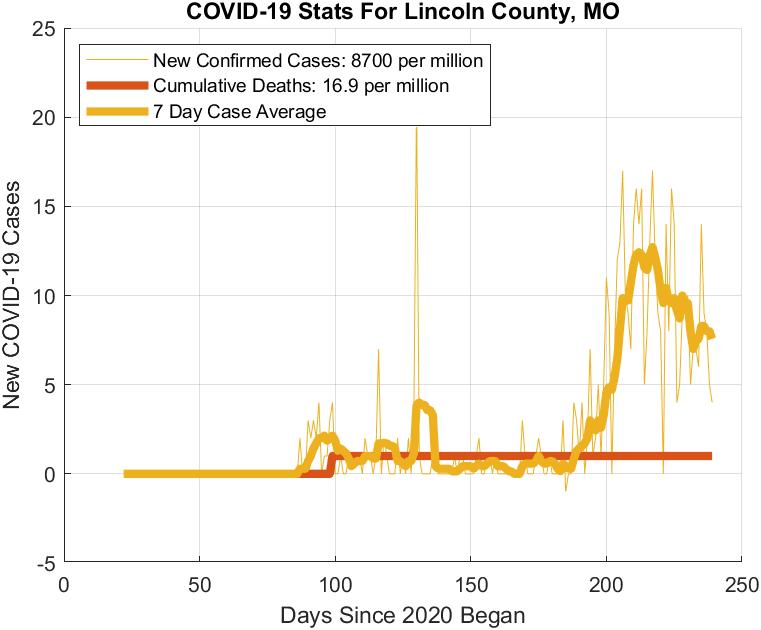 COVID-19 Stats For Lincoln County, MO
25
20
15
10
5
0
-5
New Confirmed Cases: 8700 per million
Cumulative Deaths: 16.9 per million
7 Day Case Average
New COVID-19 Cases
0
50
100
150
200
250
Days Since 2020 Began